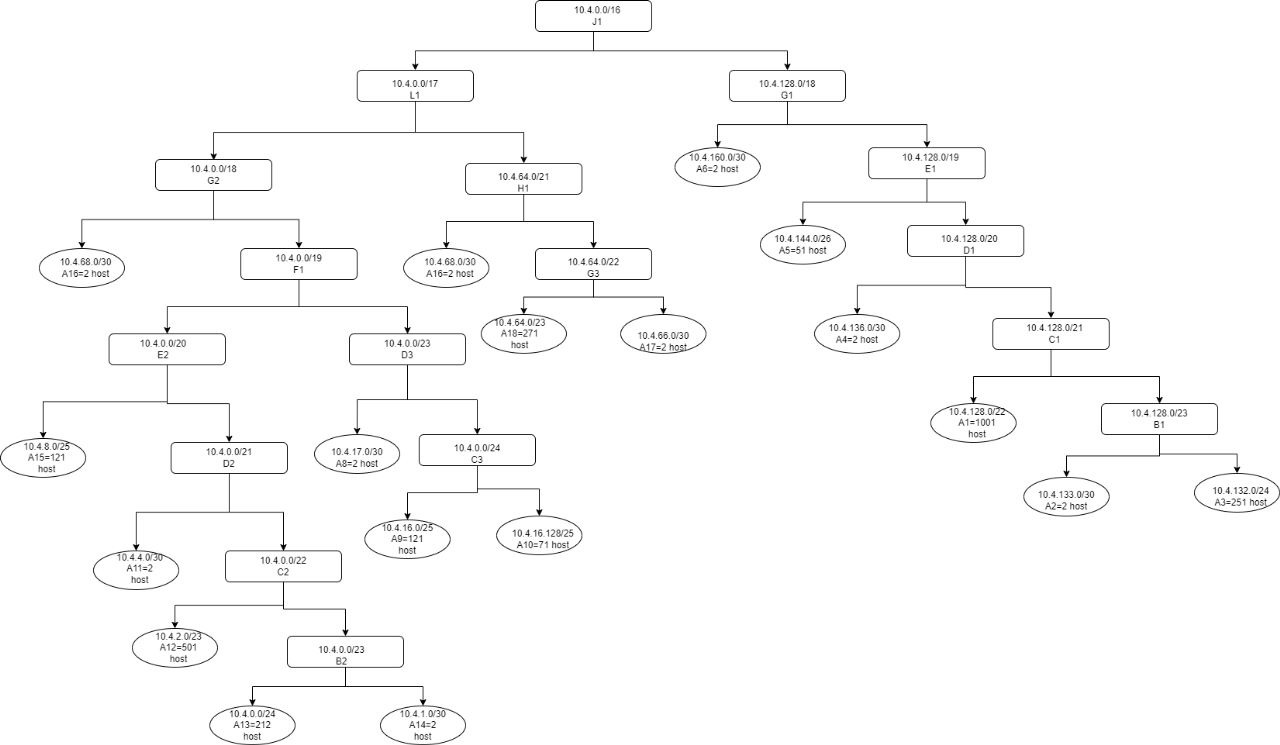 10.4.0.0/16
J1
10.4.0.0/17
L1
10.4.128.0/18
G1
10.4.0.0/18
G2
10.4.64.0/21
H1
10.4.160.0/30
A6=2 host
10.4.128.0/19
E1
10.4.68.0/30
A16=2 host
10.4.0.0/19
F1
10.4.68.0/30
A16=2 host
10.4.64.0/22
G3
10.4.144.0/26
A5=51 host
10.4.128.0/20
D1
10.4.0.0/20
E2
10.4.0.0/23
D3
10.4.64.0/23
A18=271
host
10.4.66.0/30
A17=2 host
10.4.136.0/30
A4=2 host
10.4.128.0/21
C1
10.4.8.0/25
A15=121
host
10.4.0.0/21
D2
10.4.17.0/30
A8=2 host
10.4.0.0/24
C3
10.4.128.0/22
A1=1001
host
10.4.128.0/23
B1
10.4.133.0/30
A2=2 host
10.4.132.0/24
A3=251 host
10.4.4.0/30
A11=2
host
10.4.0.0/22
C2
10.4.16.0/25
A9=121
host
10.4.16.128/25
A10=71 host
10.4.2.0/23
A12=501
host
10.4.0.0/23
B2
10.4.0.0/24
A13=212
host
10.4.1.0/30
A14=2
host